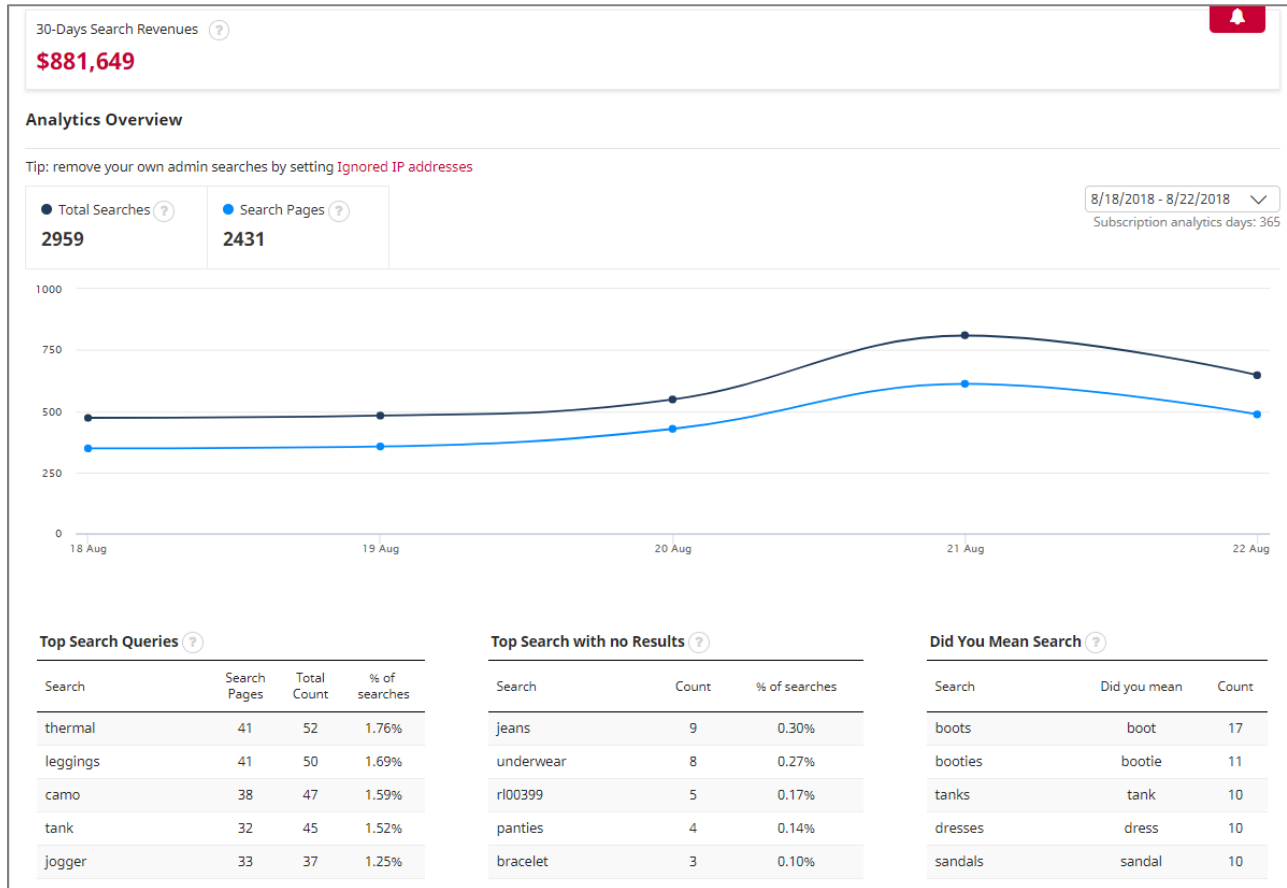 30-Days Search Revenues ?
$881,649
Analytics Overview
Tip: remove your own admin searches by setting Ignored IP addresses
Total Searches ? Search Pages ?
2959 2431
8/18/2018 - 8/22/2018
Subscription analytics days: 365
1000
750
500
250
0
18 Aug 19 Aug 20 Aug 21 Aug 22 Aug
Top Search Queries ?
Search Search Pages Total Count % of searches
thermal 41 52 1.76%
leggings 41 50 1.69%
camo 38 47 1.59%
tank 32 45 1.52%
jogger 33 37 1.25%
Top Search with no Results ?
Search Count % of searches
jeans 9 0.30%
underwear 8 0.27%
rl00399 5 0.17%
panties 4 0.14%
bracelet 3 0.10%
Did You Mean Search ?
Search Did you mean Count
boots boot 17
booties bootie 11
tanks tank 10
dresses dress 10
sandals sandal 10